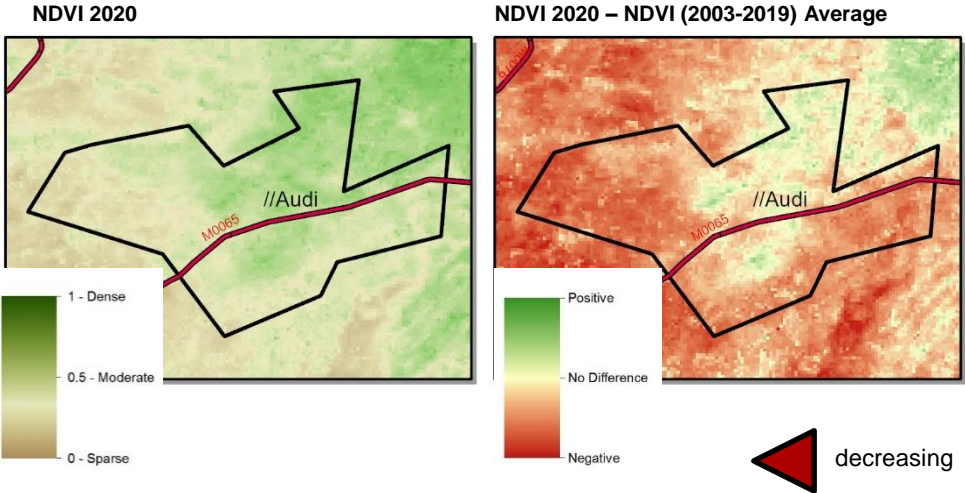 NDVI 2020
NDVI 2020 – NDVI (2003-2019) Average
//Audi
M0065
1 - Dense
0.5 - Moderate
0 - Sparse
//Audi
M0065
Positive
No Difference
Negative
decreasing